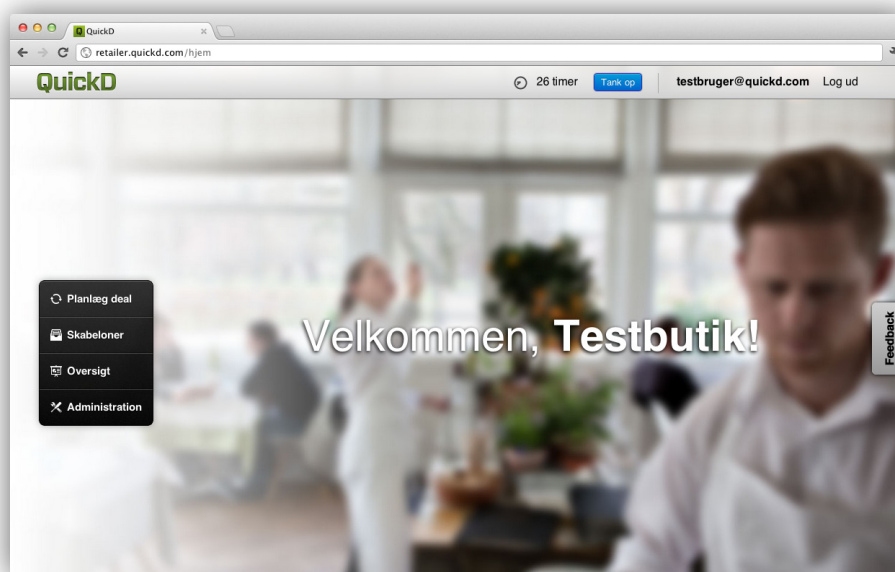 QuickD
retailer.quickd.com/hjem
QuickD
26 timer
Tank op
testbruger@quickd.com
Log ud
Planlæg deal
Skabeloner
Oversigt
Administration
Velkommen, Testbutik!
Feedback